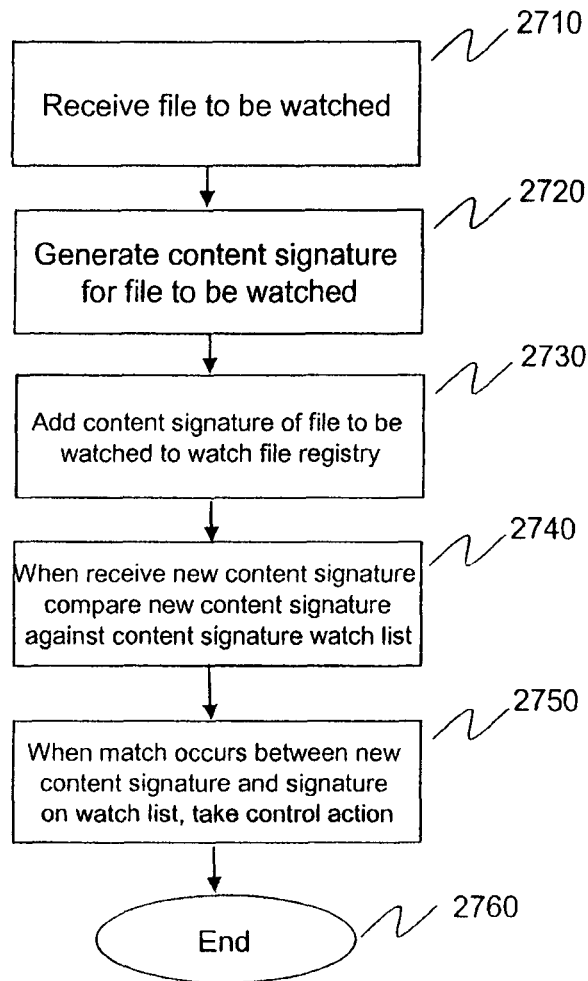 2710
Receive file to be watched
2720
Generate content signature
for file to be watched
2730
Add content signature of file to be
watched to watch file registry
2740
When receive new content signature
compare new content signature
against content signature watch list
2750
When match occurs between new
content signature and signature
on watch list, take control action
2760
End